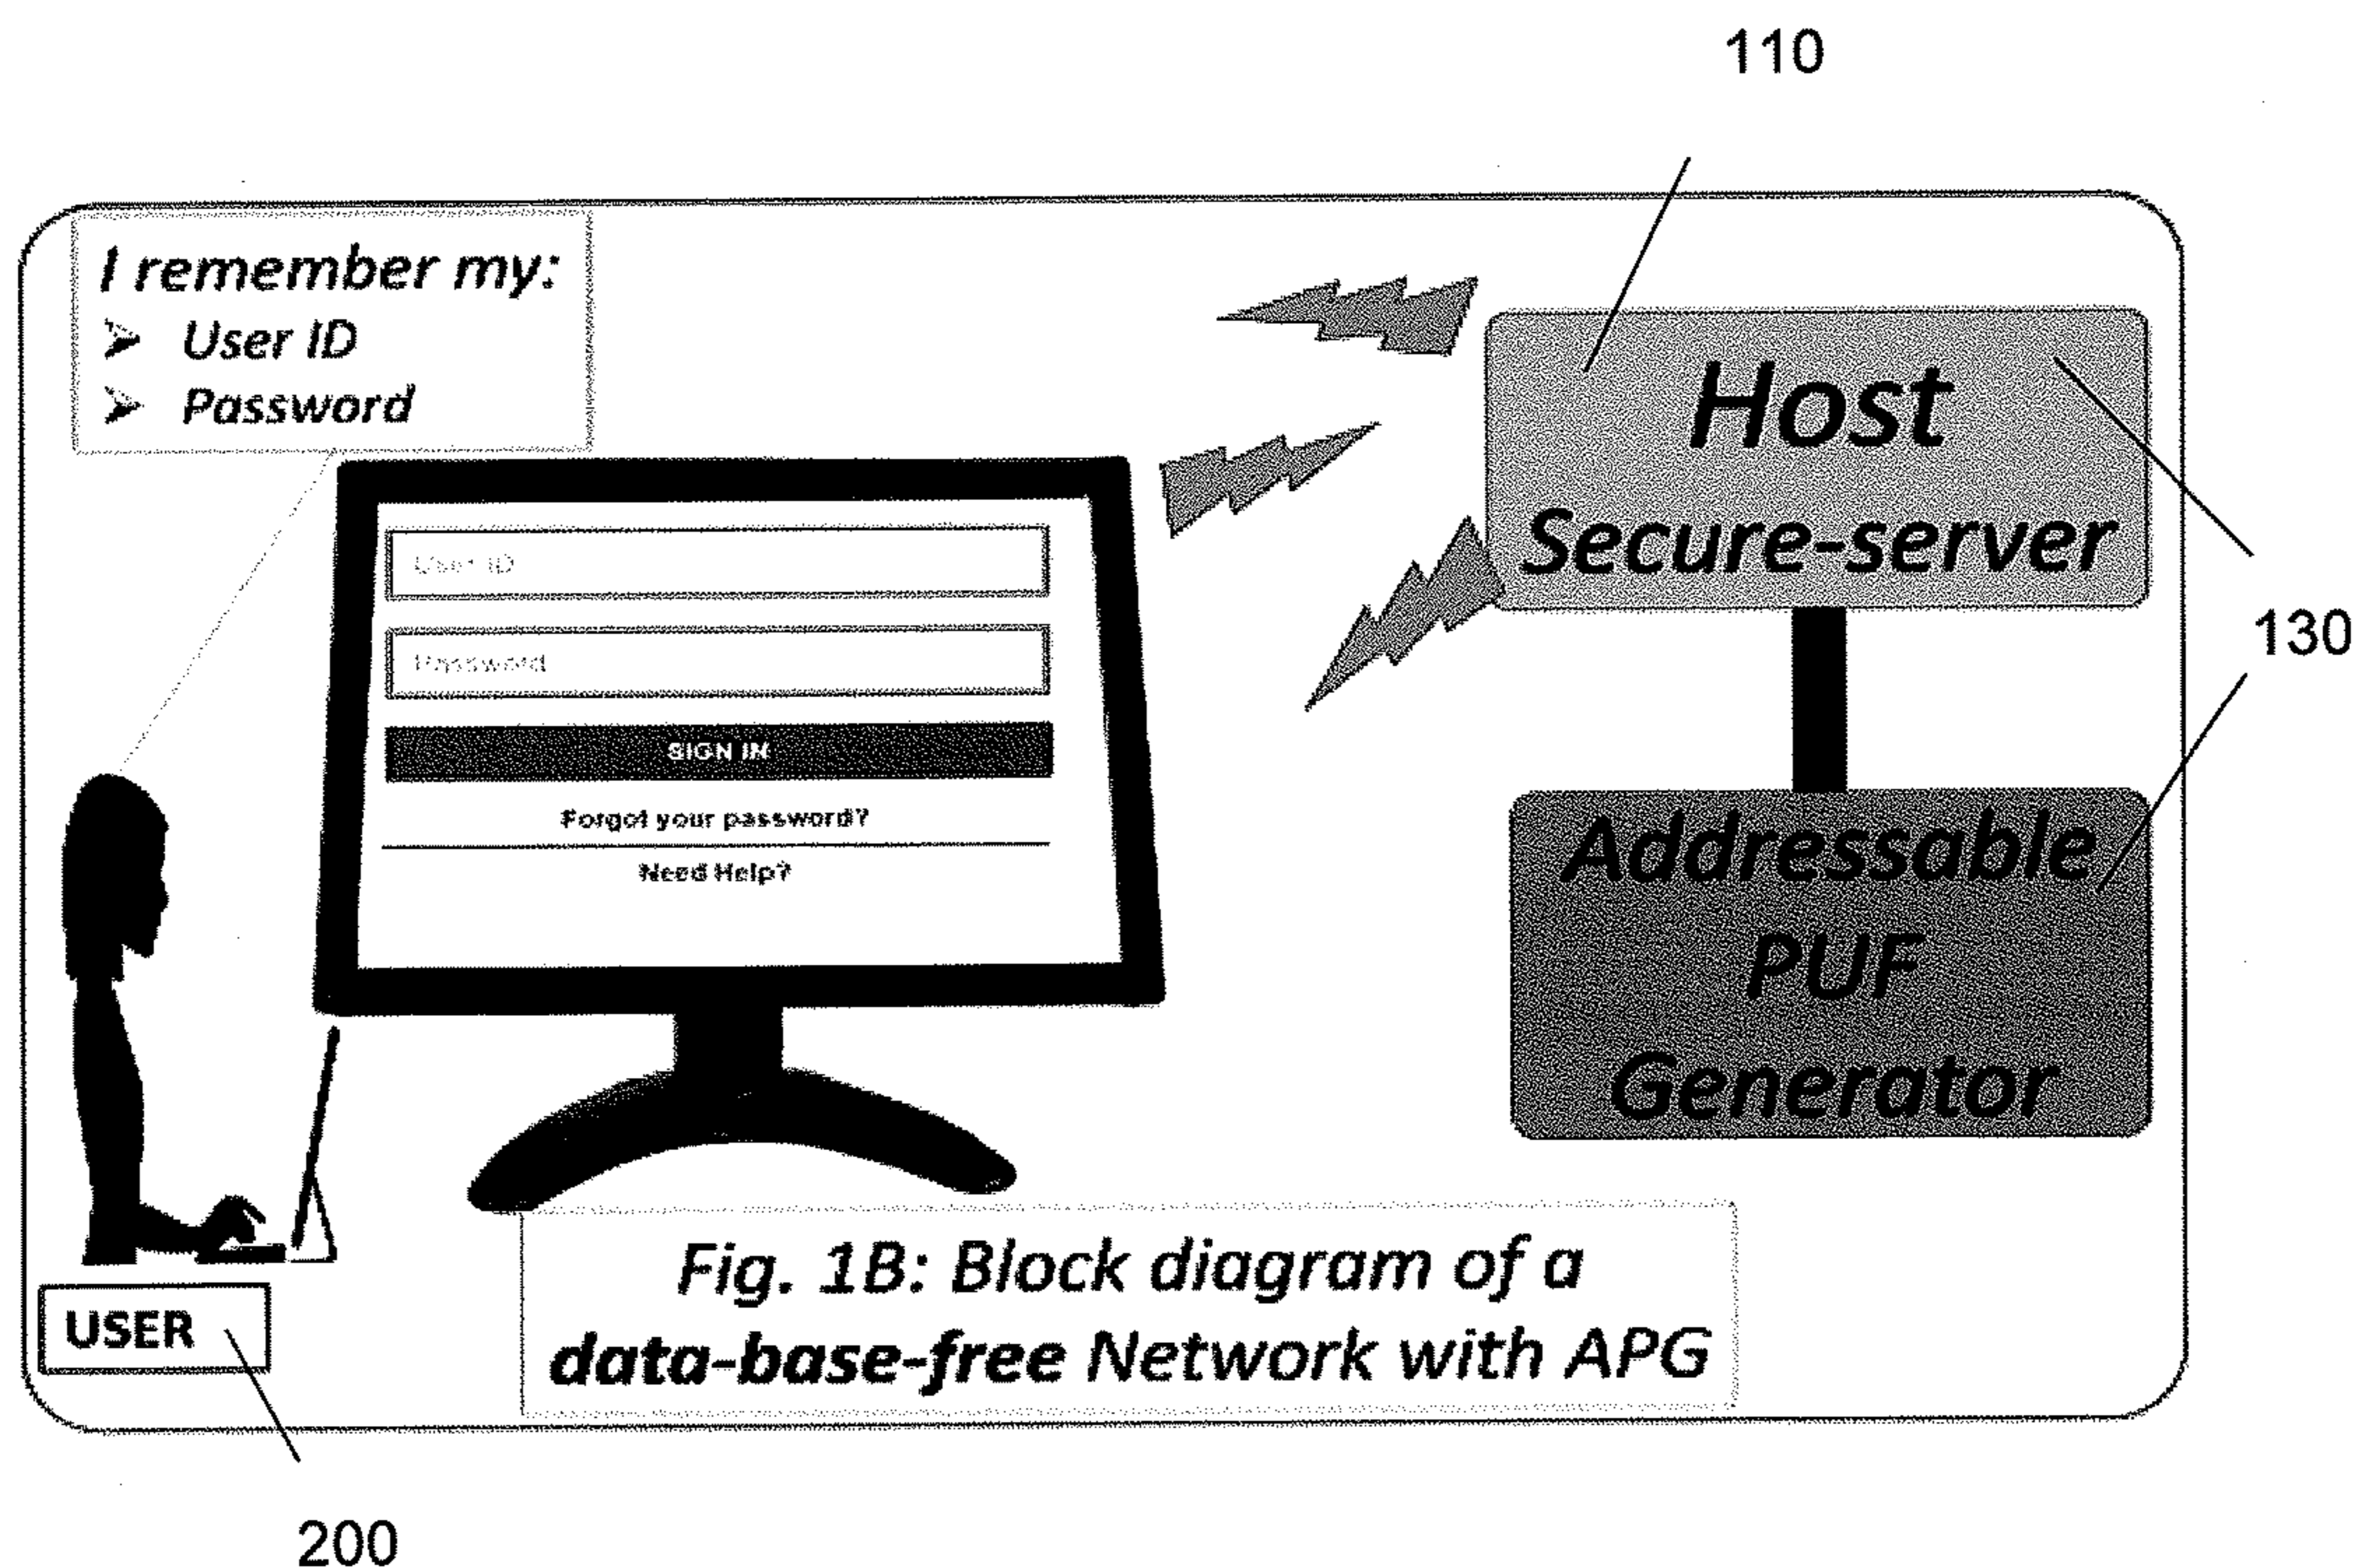 110
I remember my:
➢ User ID
➢ Password
Host
Secure-server
User ID
Password
SIGN IN
Forgot your password?
Need Help?
130
Addressable
PUF
Generator
Fig. 1B: Block diagram of a
data-base-free Network with APG
USER
200